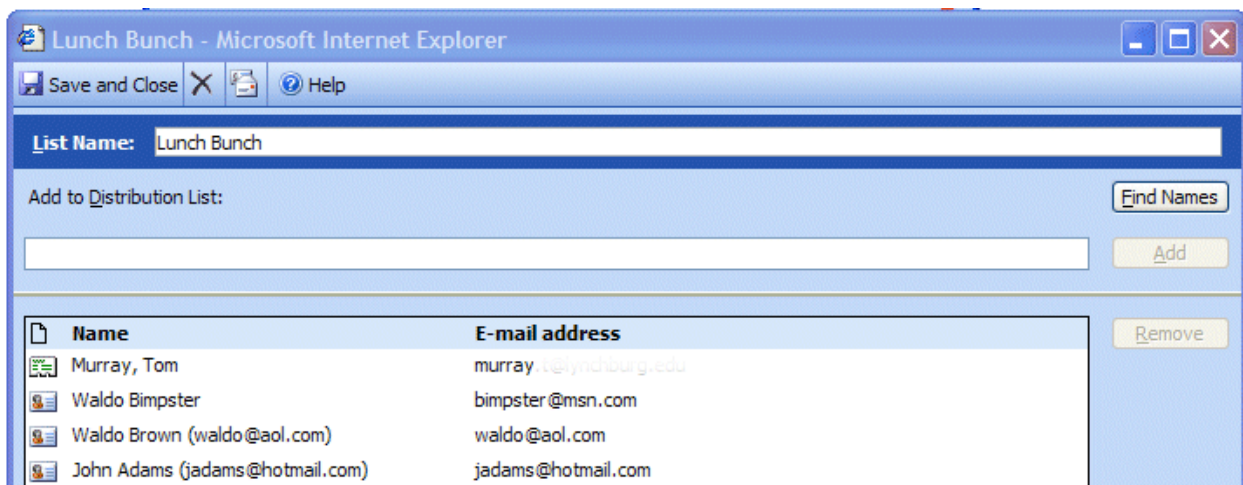 Lunch Bunch - Microsoft Internet Explorer
Save and Close Help
List Name: Lunch Bunch
Add to Distribution List: Find Names
Add
Name E-mail address Remove
Murray, Tom murray.t@lynchburg.edu
Waldo Bimpster bimpster@msn.com
Waldo Brown (waldo@aol.com) waldo@aol.com
John Adams (jadams@hotmail.com) jadams@hotmail.com